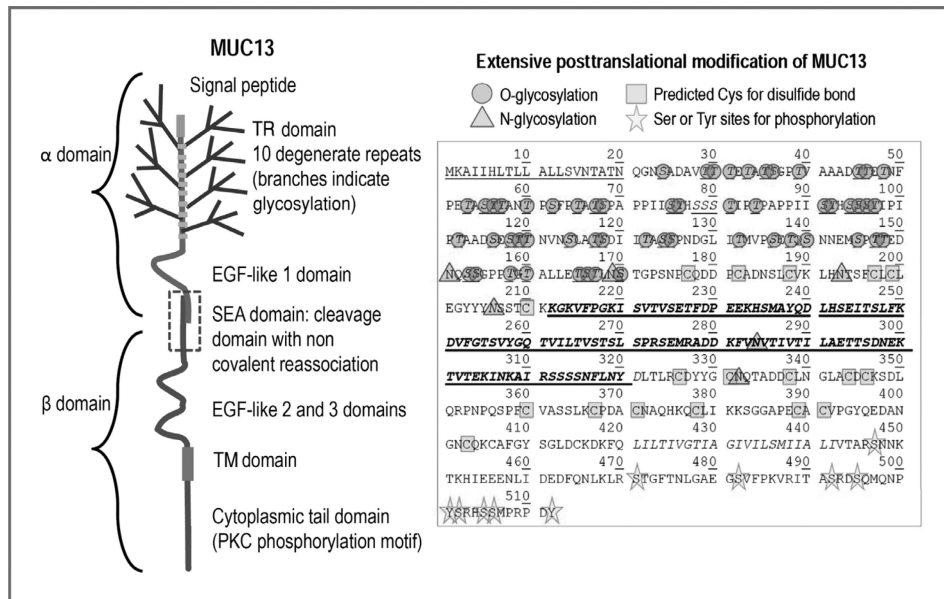 MUC13
Signal peptide
TR domain
10 degenerate repeats
(branches indicate
glycosylation)
α domain
EGF-like 1 domain
SEA domain: cleavage
domain with non
covalent reassociation
β domain
EGF-like 2 and 3 domains
TM domain
Cytoplasmic tail domain
(PKC phosphorylation motif)
Extensive posttranslational modification of MUC13
O-glycosylation
Predicted Cys for disulfide bond
N-glycosylation
Ser or Tyr sites for phosphorylation
10 20 30 40 50
MKAIIHLTLL ALLSVNTATN QGNSADAVTT TETATSGPTV AAADTTETNF
60 70 80 90 100
PETASTTANT PSFPTATSPA PPIISYHSSS TIPTPAPPII SYHSSSTIPI
120 120 130 140 150
PTAADSESTT NVNSLATSDI ITASSPNDGL ITMVPSETQS NNEMSPTTED
160 170 180 190 200
NQSSGPPTGT ALLETSTLNS TGPSNPCQDD PCADNSLCVK LHNTSFCLCL
210 220 230 240 250
EGYYYNSSTC KKGKVFPGKI SVTVSETFDP EEKHSMAYQD LHSEITSLFK
260 270 280 290 300
DVFGTSVYGQ TVILTVSTSL SPRSEMRADD KFVNVTIVTI LAETTSDNEK
310 320 330 340 350
TVTEKINKAI RSSSSNFLNY DLTLRCDYYG CNQTADDCLN GLACDCKSDL
360 370 380 390 400
QRPNPQSPFC VASSLKCPDA CNAQHKQCLI KKSGGAPECA CVPGYQEDAN
410 420 430 440 450
GNCQKCAFGY SGLDCKDKFQ LILTIVGTIA GIVILSMIIA LIVTARSNNK
460 470 480 490 500
TKHIEEENLI DEDFQNLKLR STGFTNLGAE GSVFPKVRIT ASRDSQMQNP
510
YSRHSSMPRP DY